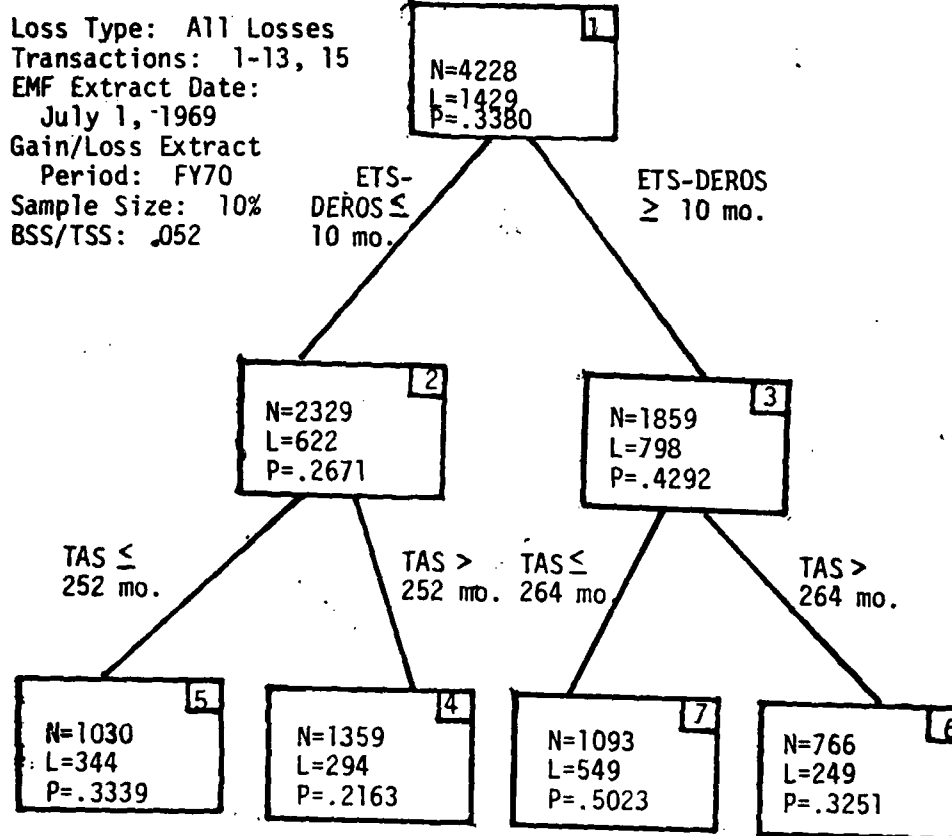 Loss Type: All Losses
Transactions: 1-13, 15
EMF Extract Date:
July 1, 1969
Gain/Loss Extract
Period: FY70
Sample Size: 10%
BSS/TSS: .052
1
N=4228
L=1429
P=.3380
ETS-
DEROS ≤
10 mo.
ETS-DEROS
≥ 10 mo.
2
N=2329
L=622
P=.2671
3
N=1859
L=798
P=.4292
TAS ≤
252 mo.
TAS >
252 mo.
TAS ≤
264 mo.
TAS >
264 mo.
5
N=1030
L=344
P=.3339
4
N=1359
L=294
P=.2163
7
N=1093
L=549
P=.5023
6
N=766
L=249
P=.3251